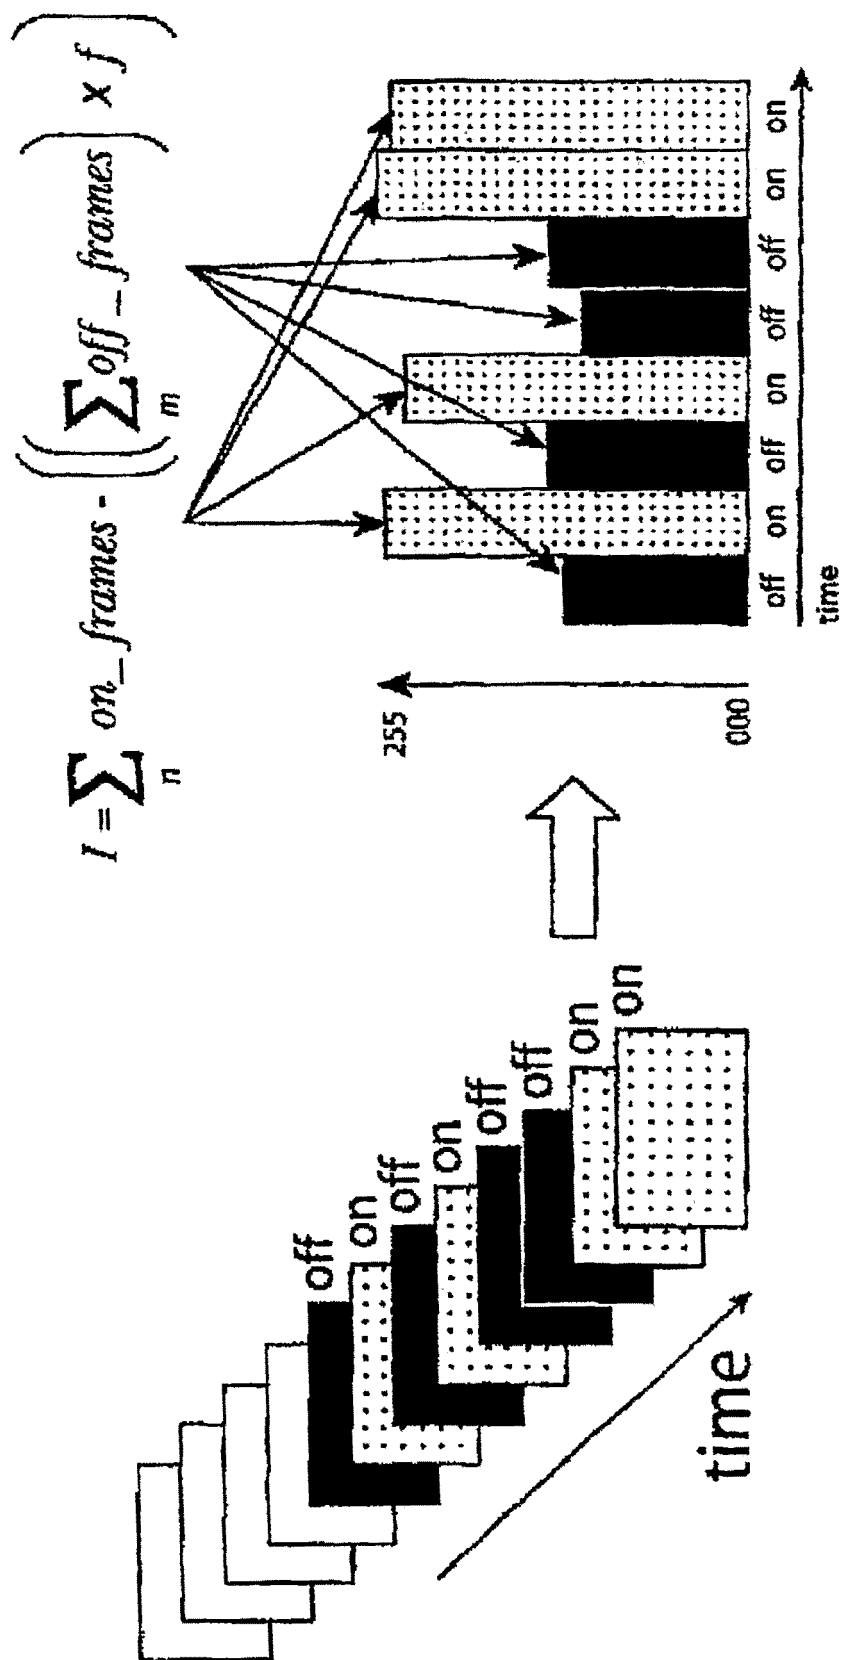 I = ∑ on_frames - ( ( ∑ off_frames ) x f )
n
m
off
on
off
on
off
off
on
on
time
255
000
off
on
off
on
off
off
on
on
time